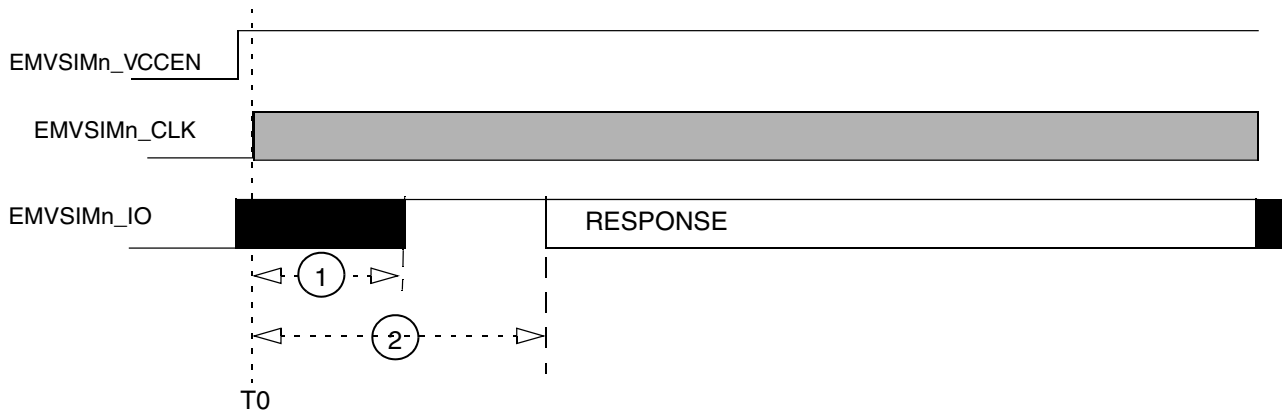 EMVSIMn_VCCEN
EMVSIMn_CLK
EMVSIMn_IO
RESPONSE
1
2
T0